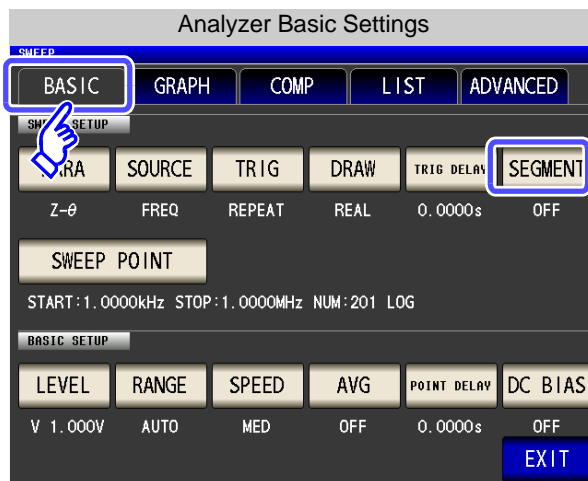 Analyzer Basic Settings
SWEEP
BASIC GRAPH COMP LIST ADVANCED
SETUP
SOURCE TRIG DRAW TRIG DELAY SEGMENT
Z-θ FREQ REPEAT REAL 0.0000s OFF
SWEEP POINT
START:1.0000kHz STOP:1.0000MHz NUM:201 LOG
BASIC SETUP
LEVEL RANGE SPEED AVG POINT DELAY DC BIAS
V 1.000V AUTO MED OFF 0.0000s OFF
EXIT